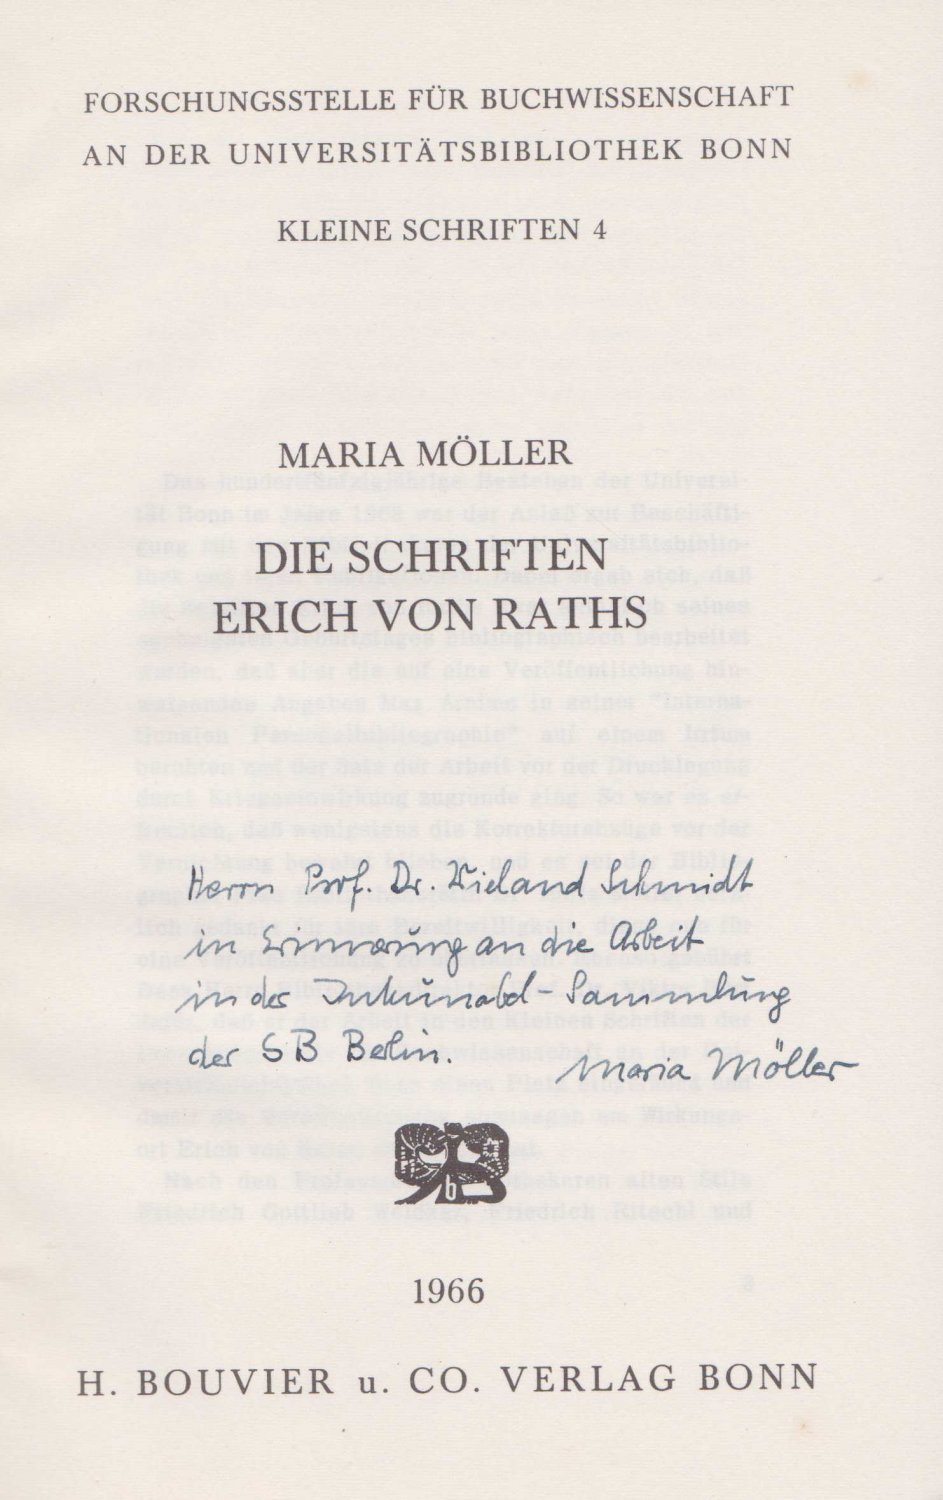 FORSCHUNGSSTELLE FÜR BUCHWISSENSCHAFT
AN DER UNIVERSITÄTSBIBLIOTHEK BONN
KLEINE SCHRIFTEN 4
MARIA MÖLLER
DIE SCHRIFTEN
ERICH VON RATHS
Herrn Prof. Dr. Wieland Schmidt
in Erinnerung an die Arbeit
in der Inkunabel-Sammlung
der SB Berlin.
Maria Möller
b
1966
H. BOUVIER u. CO. VERLAG BONN